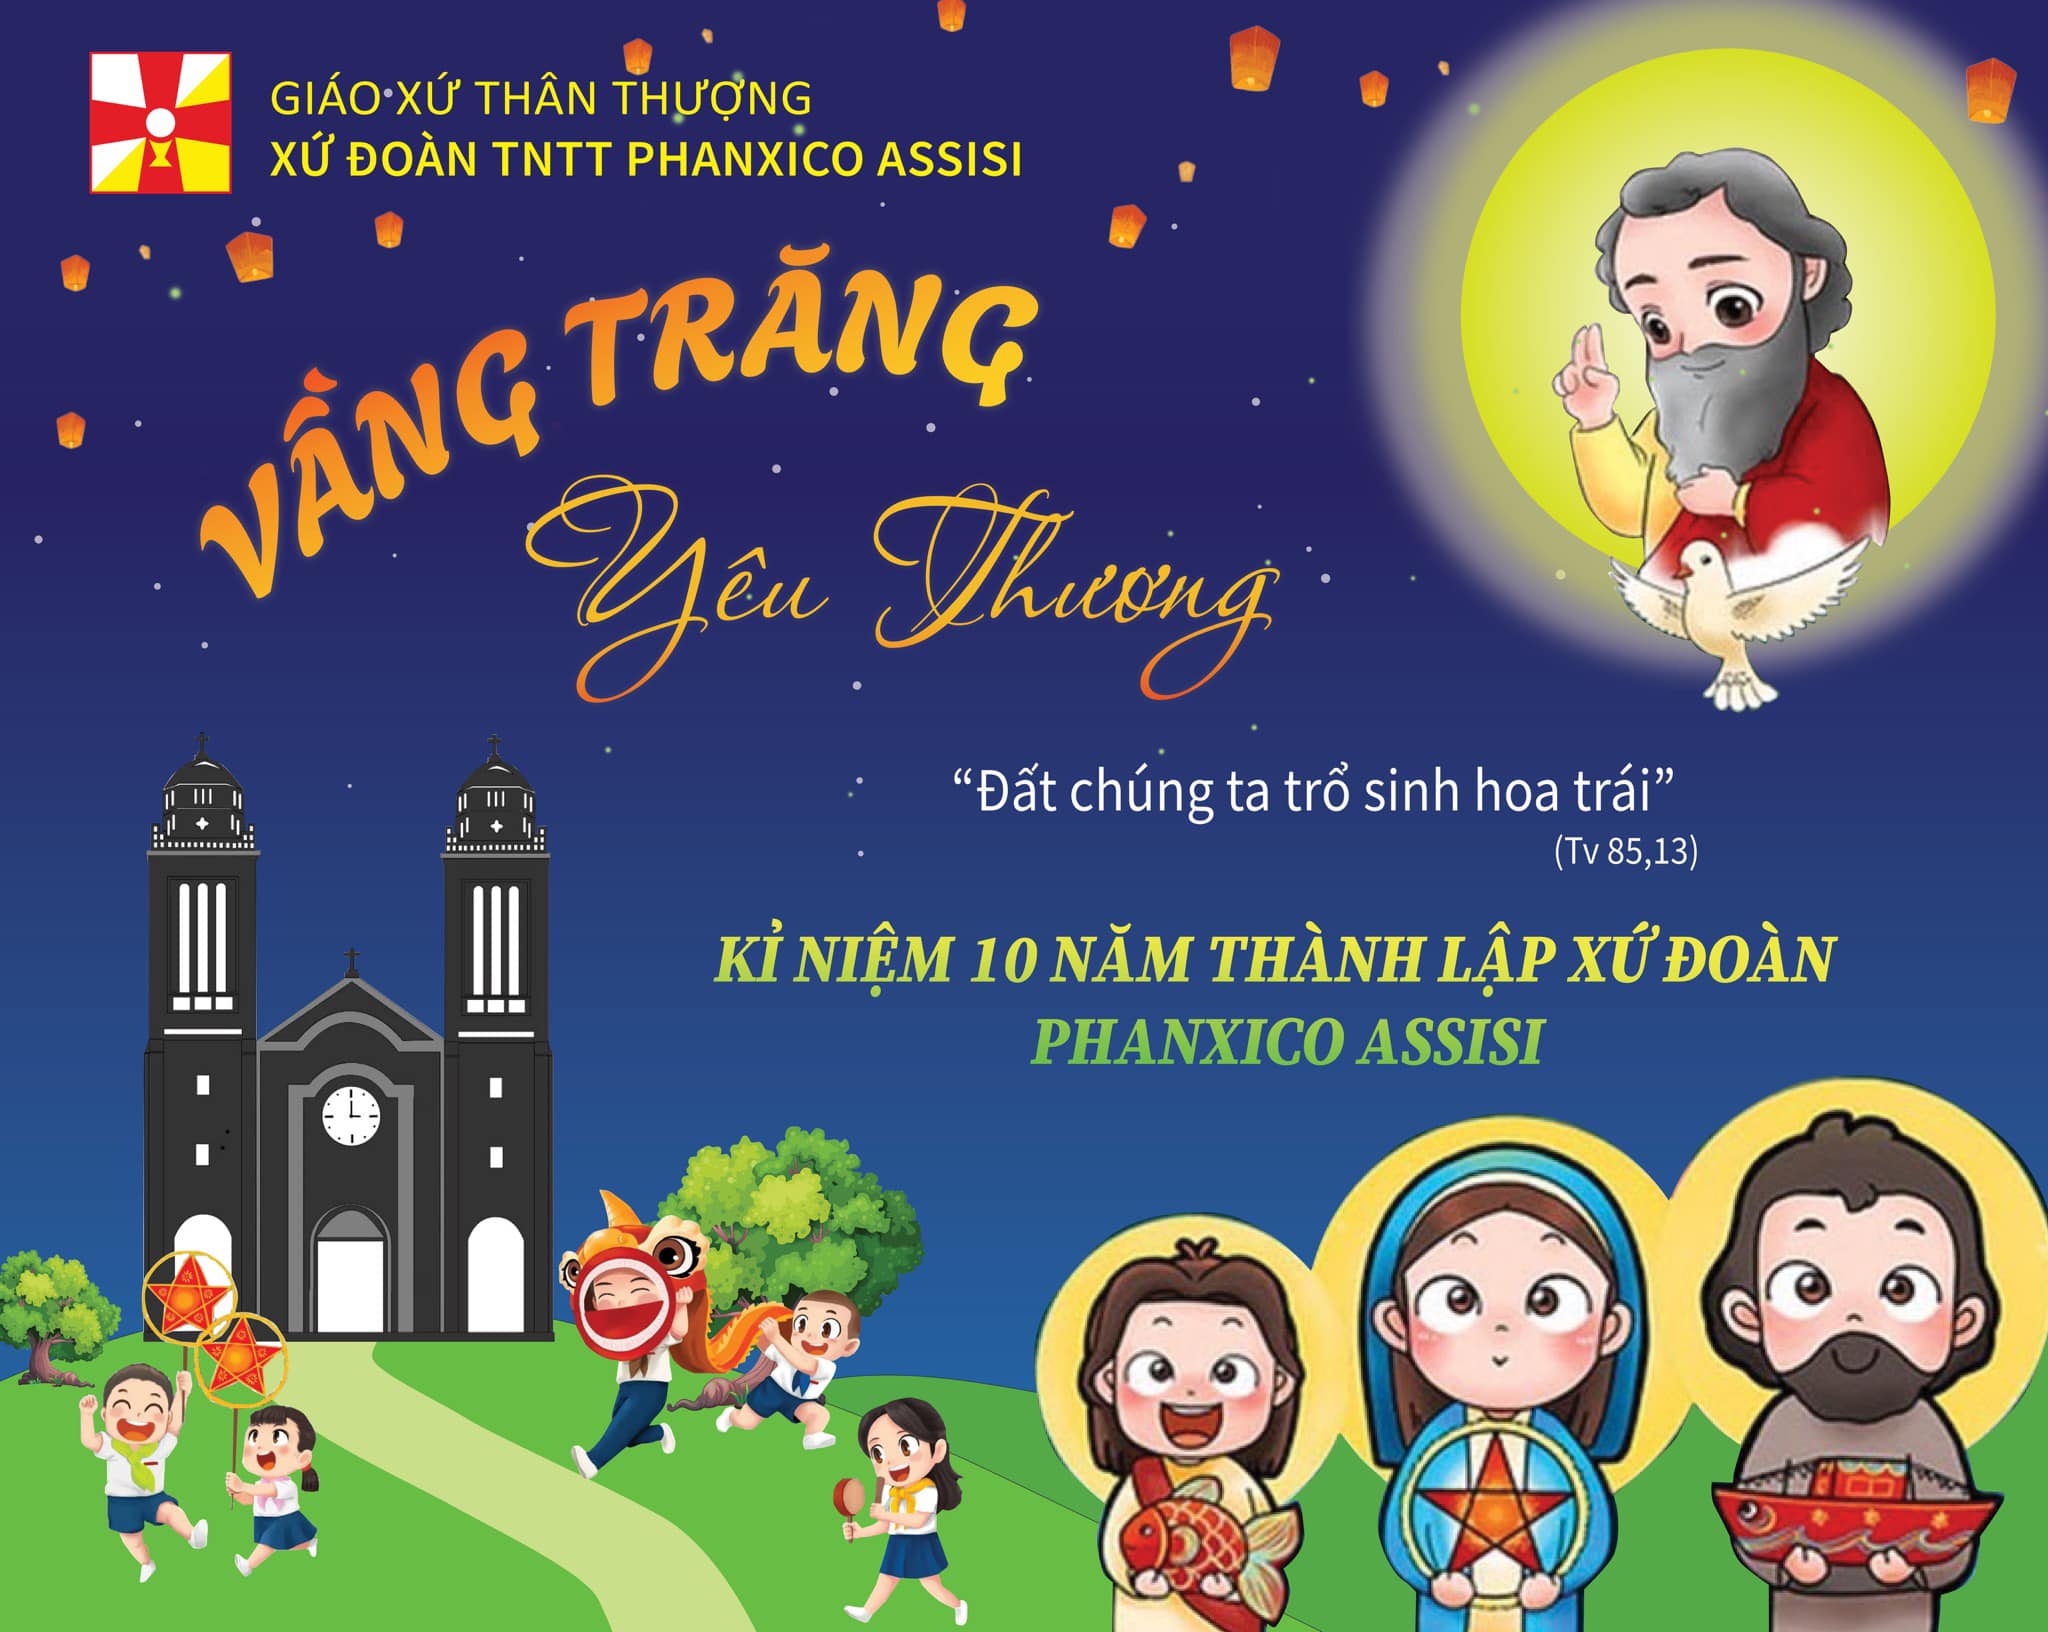 GIÁO XỨ THÂN THƯỢNG
XỨ ĐOÀN TNTT PHANXICO ASSISI
VẦNG TRĂNG
Yêu Thương
“Đất chúng ta trổ sinh hoa trái”
(Tv 85,13)
KỈ NIỆM 10 NĂM THÀNH LẬP XỨ ĐOÀN
PHANXICO ASSISI